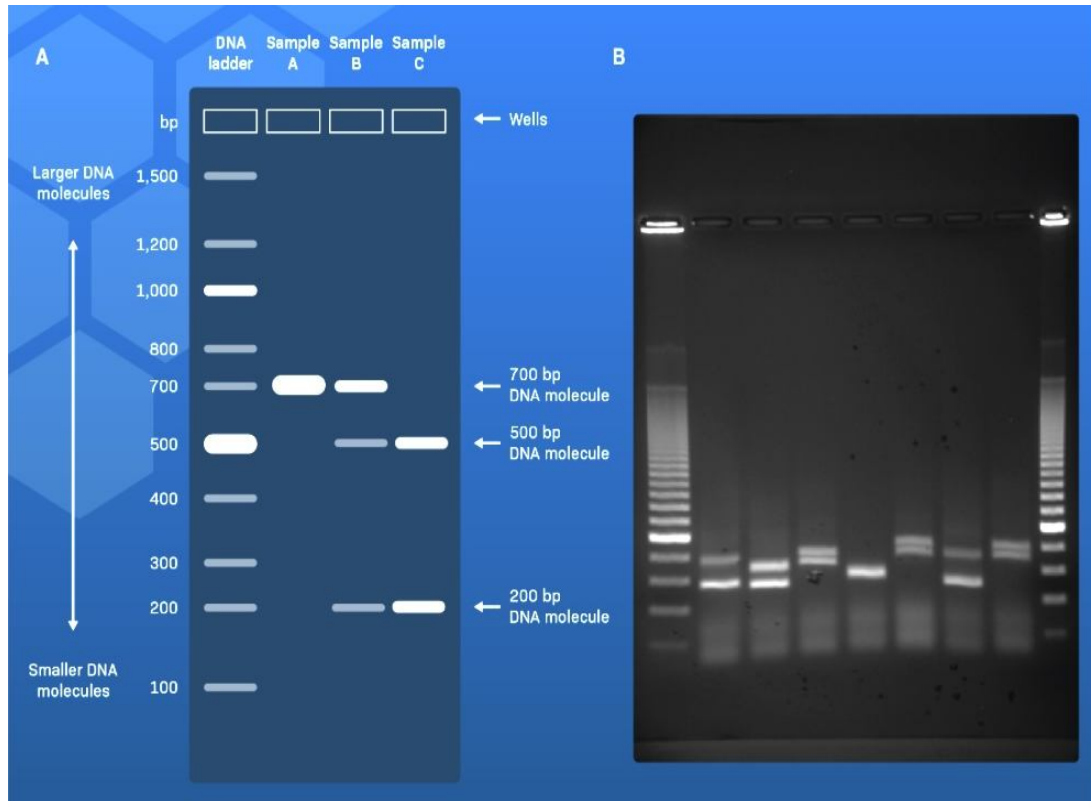 A
DNA ladder
Sample A
Sample B
Sample C
bp
Wells
Larger DNA
molecules
1,500
1,200
1,000
800
700
500
400
300
200
100
700 bp
DNA molecule
500 bp
DNA molecule
200 bp
DNA molecule
Smaller DNA
molecules
B